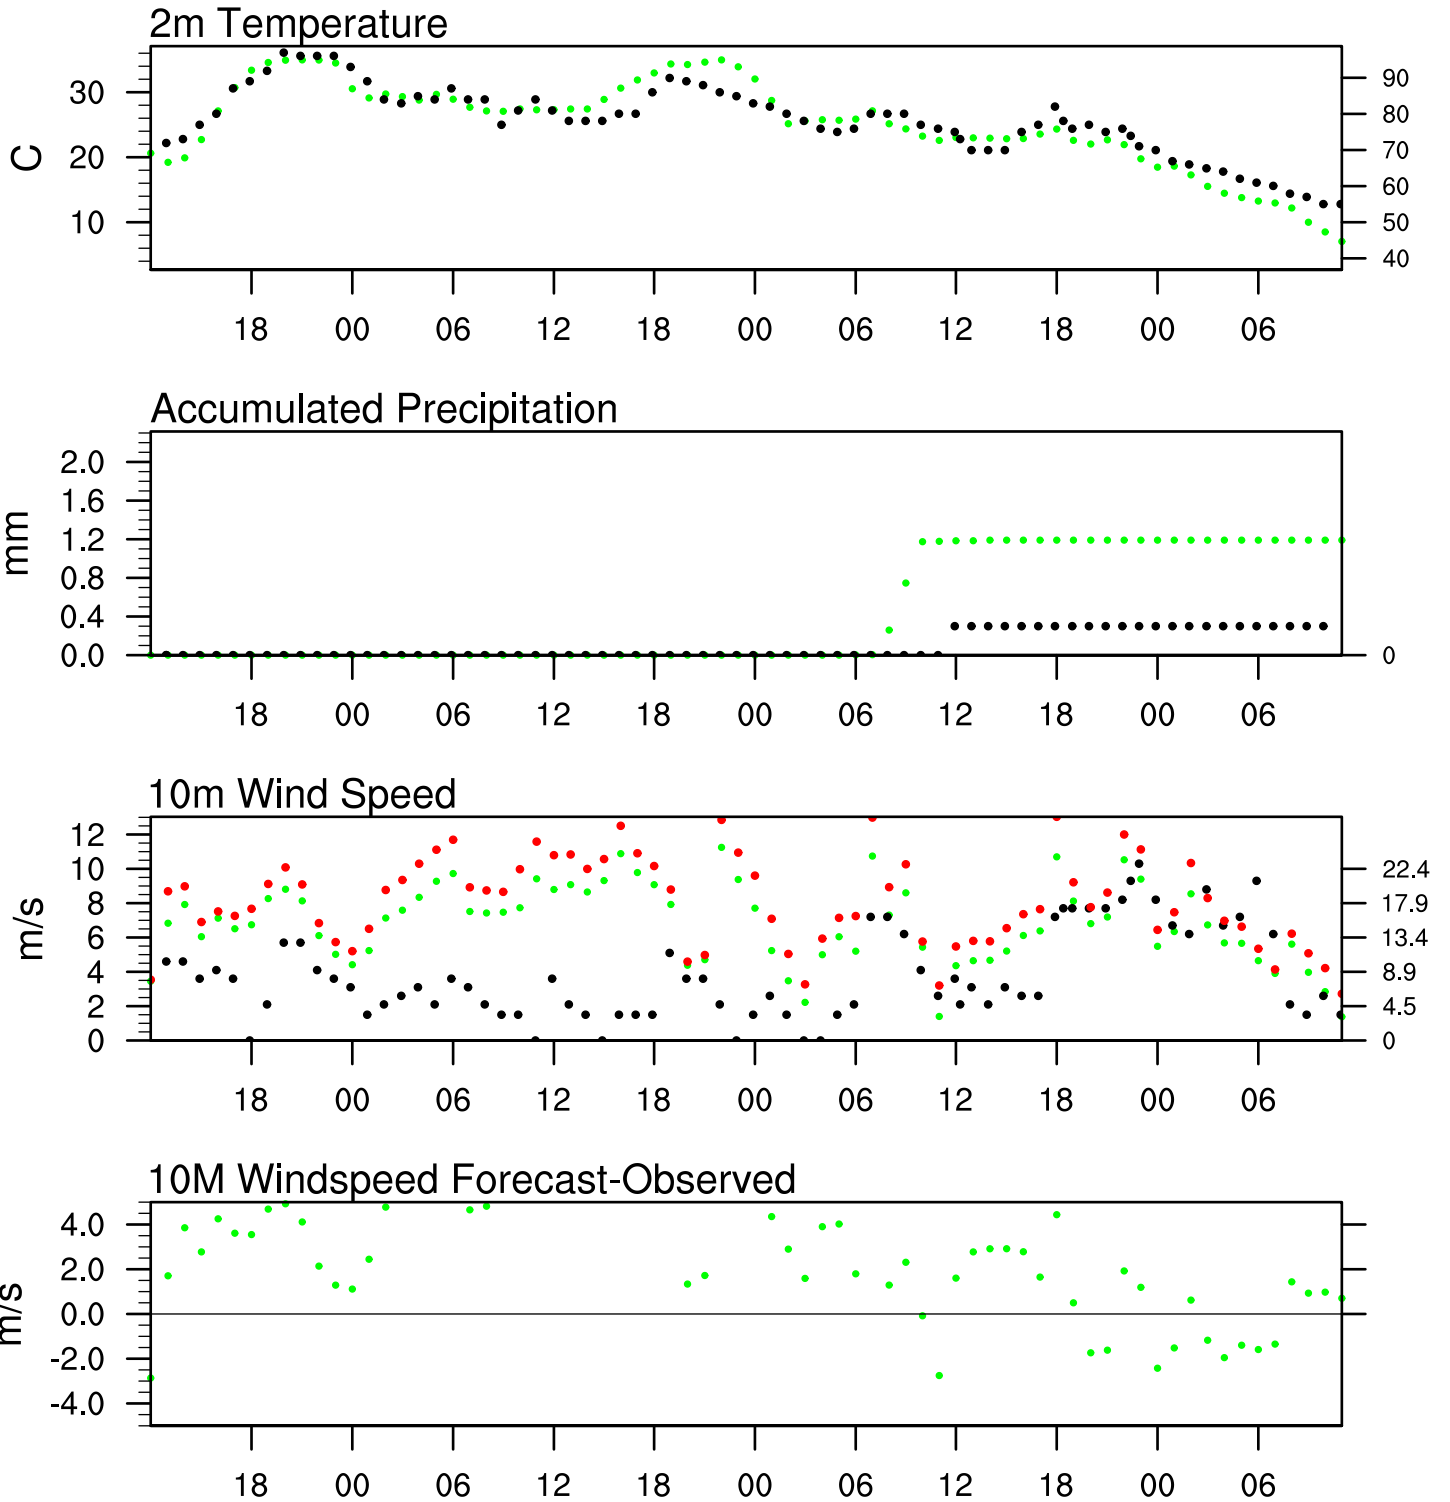 2m Temperature
C
30
20
10
90
80
70
60
50
40
18 00 06 12 18 00 06 12 18 00 06
Accumulated Precipitation
mm
2.0
1.6
1.2
0.8
0.4
0.0
0
18 00 06 12 18 00 06 12 18 00 06
10m Wind Speed
m/s
12
10
8
6
4
2
0
22.4
17.9
13.4
8.9
4.5
0
18 00 06 12 18 00 06 12 18 00 06
10M Windspeed Forecast-Observed
m/s
4.0
2.0
0.0
-2.0
-4.0
18 00 06 12 18 00 06 12 18 00 06